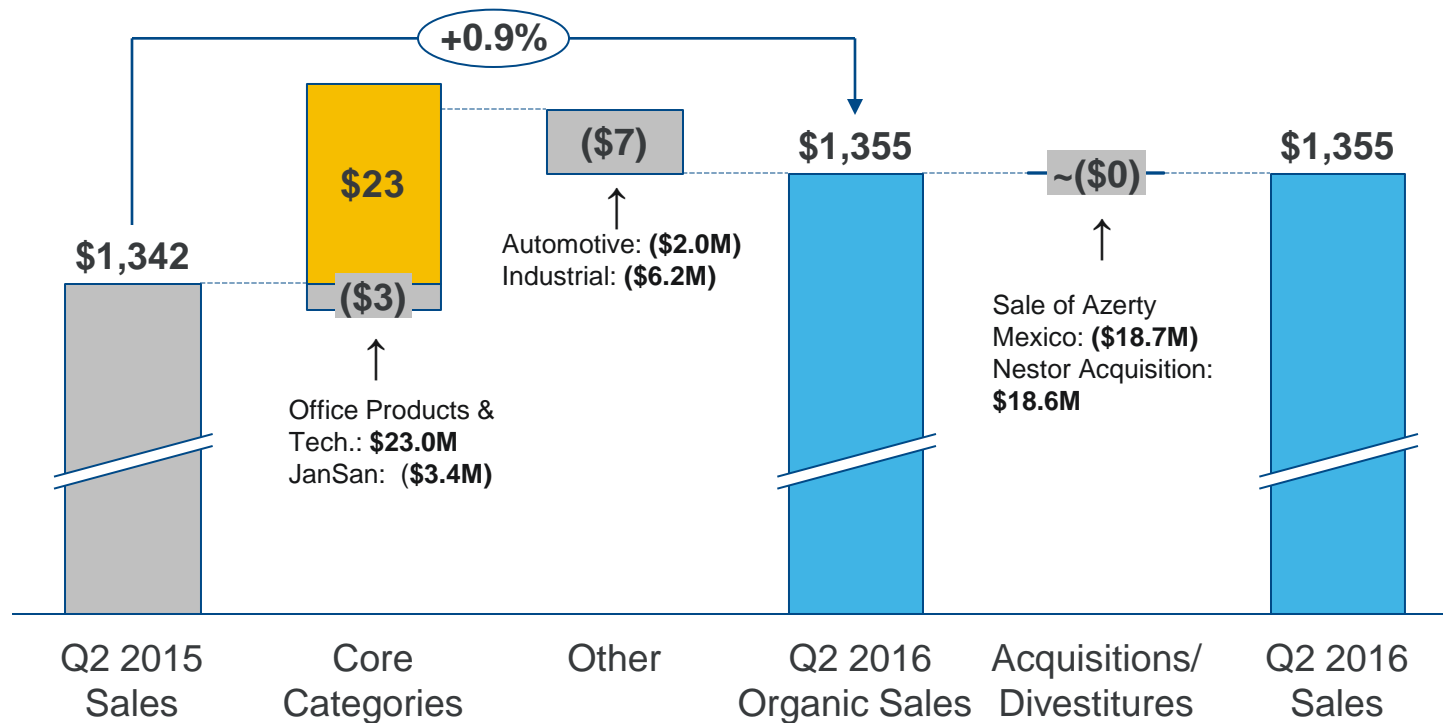 +0.9%
$1,342
$23
($3)
($7)
$1,355
~($0)
$1,355
↑
Office Products &
Tech.: $23.0M
JanSan: ($3.4M)
↑
Automotive: ($2.0M)
Industrial: ($6.2M)
↑
Sale of Azerty
Mexico: ($18.7M)
Nestor Acquisition:
$18.6M
Q2 2015
Sales
Core
Categories
Other
Q2 2016
Organic Sales
Acquisitions/
Divestitures
Q2 2016
Sales